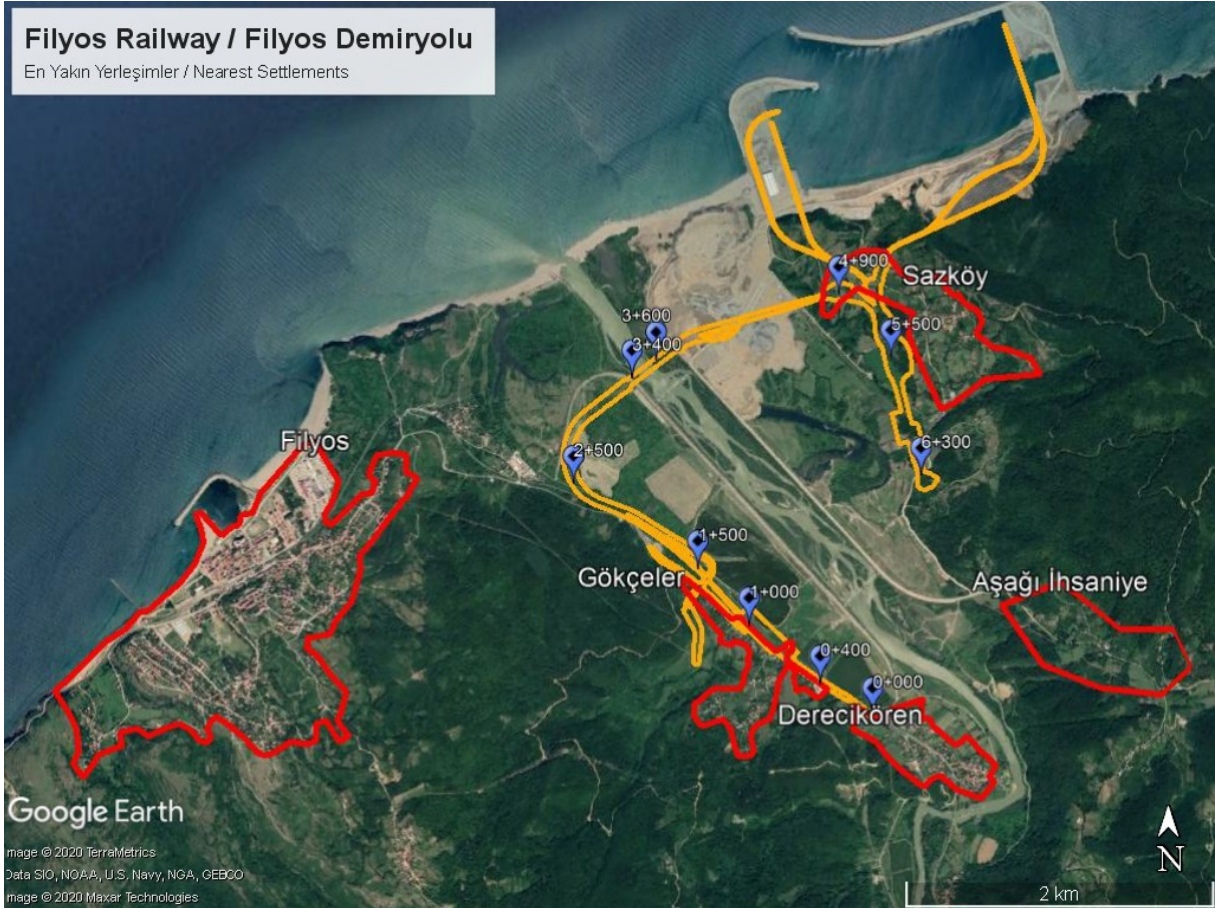 Filyos Railway / Filyos Demiryolu
En Yakın Yerleşimler / Nearest Settlements
4+900
Sazköy
3+600
5+500
3+400
Filyos
6+300
2+500
1+500
Gökçeler
Aşağı İhsaniye
1+000
0+400
0+000
Derecikören
Google Earth
mage © 2020 TerraMetrics
Data SIO, NOAA, U.S. Navy, NGA, GEBCO
mage © 2020 Maxar Technologies
N
2 km